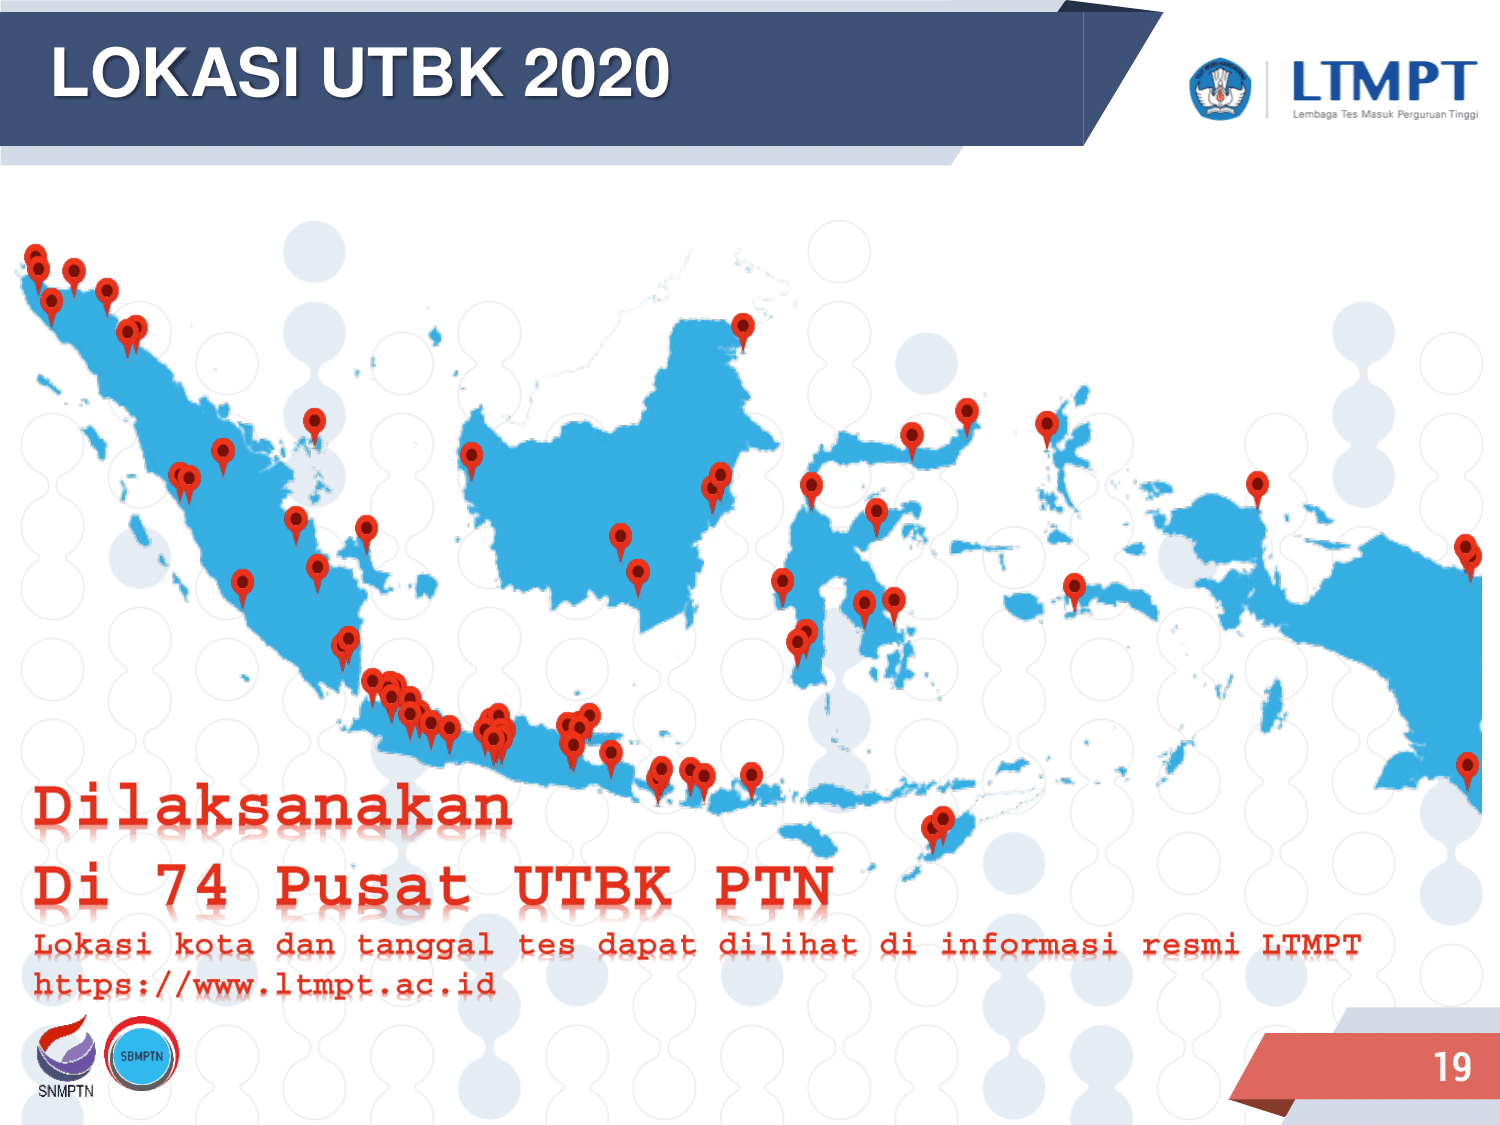 LOKASI UTBK 2020
LTMPT
Lembaga Tes Masuk Perguruan Tinggi
Dilaksanakan
Di 74 Pusat UTBK PTN
Lokasi kota dan tanggal tes dapat dilihat di informasi resmi LTMPT
https://www.ltmpt.ac.id
SNMPTN
SBMPTN
19